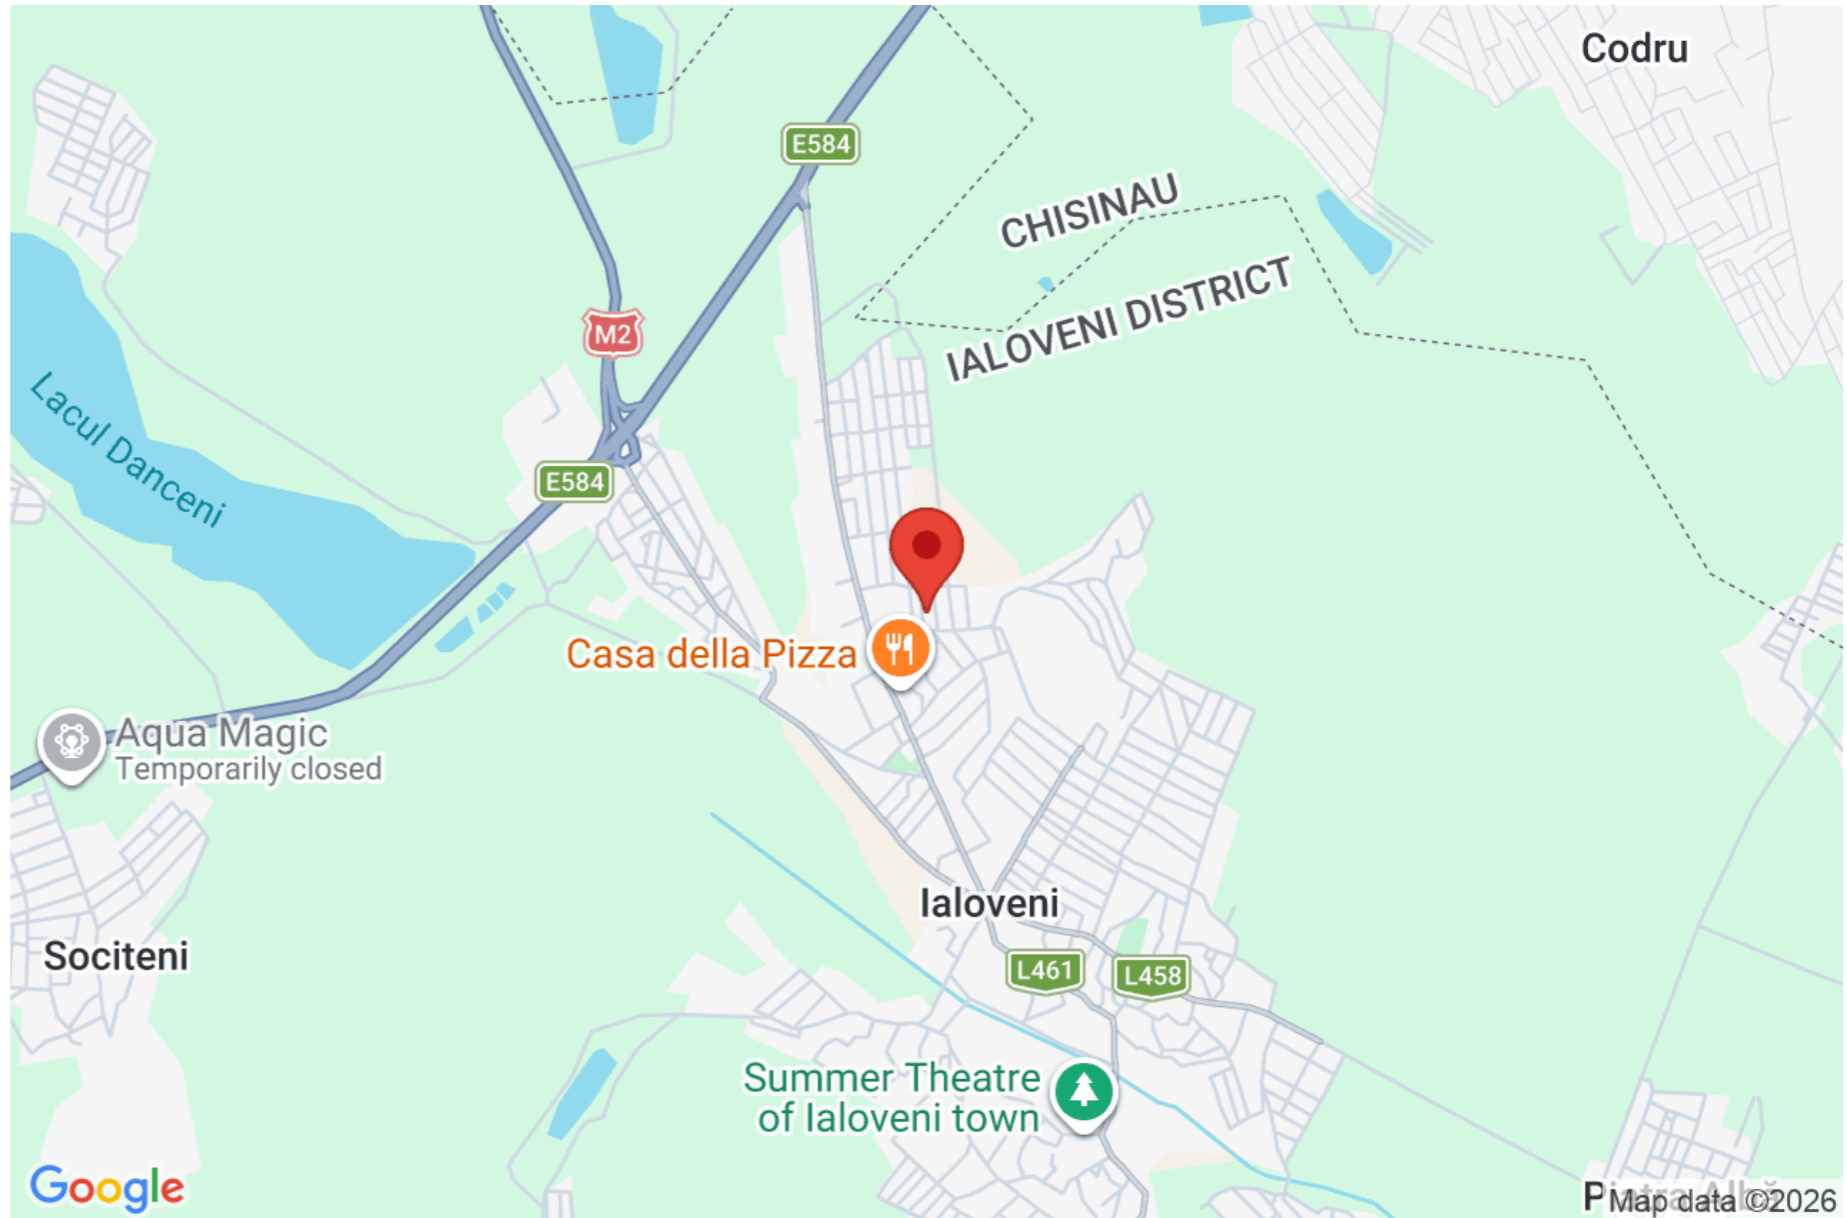 Codru
E584
CHISINAU
IALOVENI DISTRICT
M2
Lacul Danceni
E584
Casa della Pizza
Aqua Magic
Temporarily closed
Ialoveni
Sociteni
L461
L458
Summer Theatre
of Ialoveni town
Google
Map data ©2026